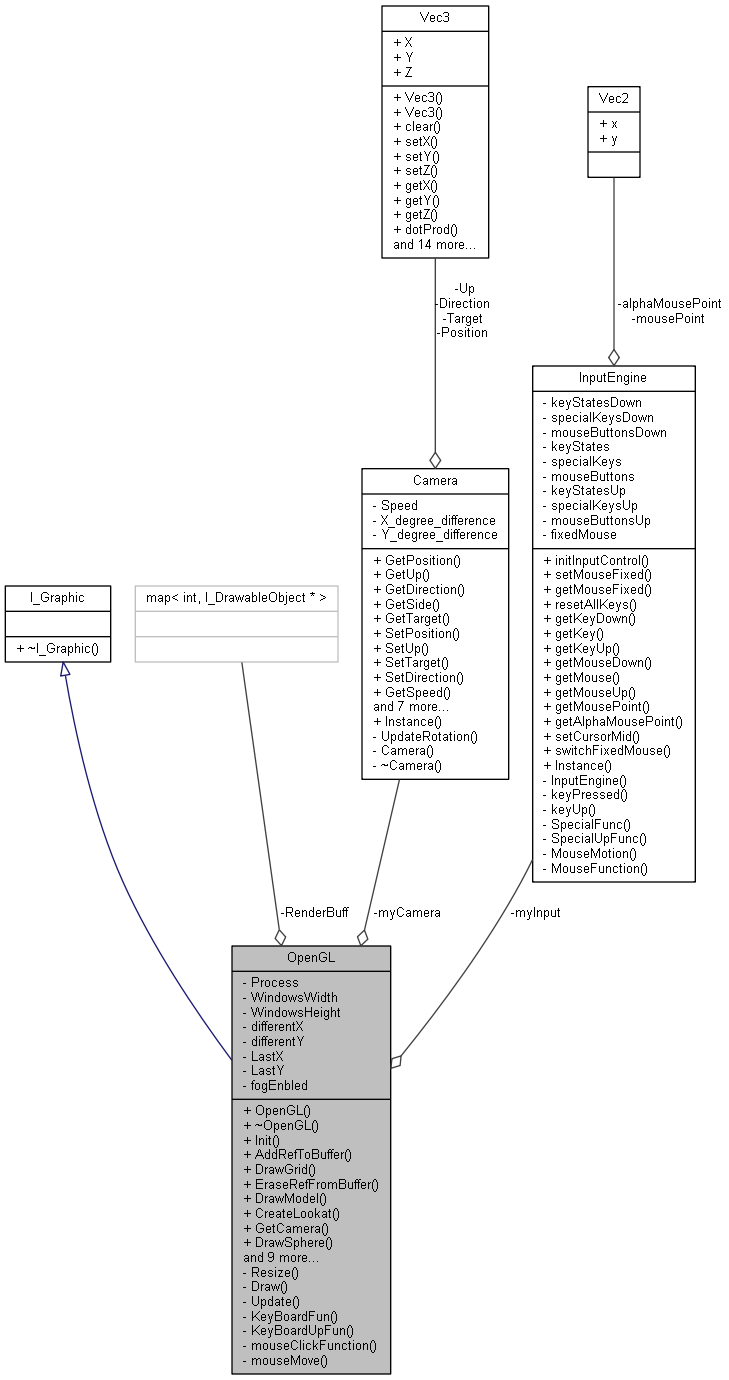 Vec3
+ X
+ Y
+ Z
+ Vec3()
+ Vec3()
+ clear()
+ setX()
+ setY()
+ setZ()
+ getX()
+ getY()
+ getZ()
+ dotProd()
and 14 more...
Vec2
+ x
+ y
-Up
-Direction
-Target
-Position
-alphaMousePoint
-mousePoint
InputEngine
- keyStatesDown
- specialKeysDown
- mouseButtonsDown
- keyStates
- specialKeys
- mouseButtons
- keyStatesUp
- specialKeysUp
- mouseButtonsUp
- fixedMouse
+ initInputControl()
+ setMouseFixed()
+ getMouseFixed()
+ resetAllKeys()
+ getKeyDown()
+ getKey()
+ getKeyUp()
+ getMouseDown()
+ getMouse()
+ getMouseUp()
+ getMousePoint()
+ getAlphaMousePoint()
+ setCursorMid()
+ switchFixedMouse()
+ Instance()
- InputEngine()
- keyPressed()
- keyUp()
- SpecialFunc()
- SpecialUpFunc()
- MouseMotion()
- MouseFunction()
Camera
- Speed
- X_degree_difference
- Y_degree_difference
+ GetPosition()
+ GetUp()
+ GetDirection()
+ GetSide()
+ GetTarget()
+ SetPosition()
+ SetUp()
+ SetTarget()
+ SetDirection()
+ GetSpeed()
and 7 more...
+ Instance()
- UpdateRotation()
- Camera()
- ~Camera()
I_Graphic
+ ~I_Graphic()
map< int, I_DrawableObject * >
-RenderBuff
-myCamera
-myInput
OpenGL
- Process
- WindowsWidth
- WindowsHeight
- differentX
- differentY
- LastX
- LastY
- fogEnbled
+ OpenGL()
+ ~OpenGL()
+ Init()
+ AddRefToBuffer()
+ DrawGrid()
+ EraseRefFromBuffer()
+ DrawModel()
+ CreateLookat()
+ GetCamera()
+ DrawSphere()
and 9 more...
- Resize()
- Draw()
- Update()
- KeyBoardFun()
- KeyBoardUpFun()
- mouseClickFunction()
- mouseMove()